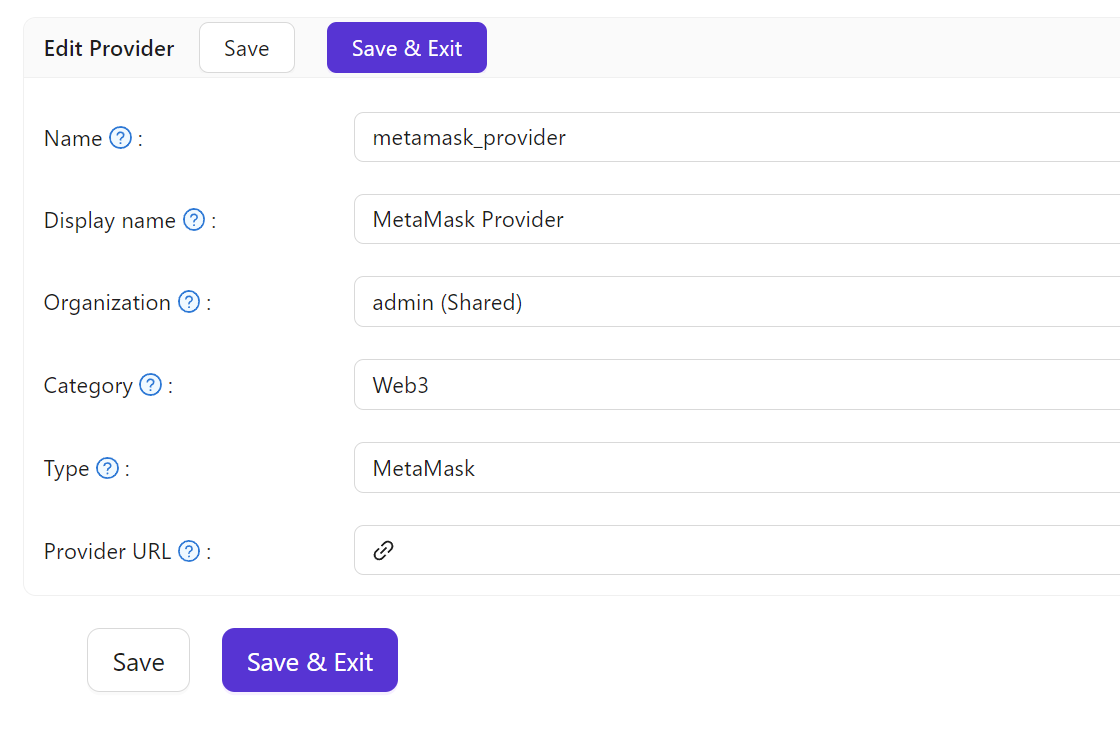 Edit Provider Save Save & Exit
Name ? : metamask_provider
Display name ? : MetaMask Provider
Organization ? : admin (Shared)
Category ? : Web3
Type ? : MetaMask
Provider URL ? :
Save Save & Exit